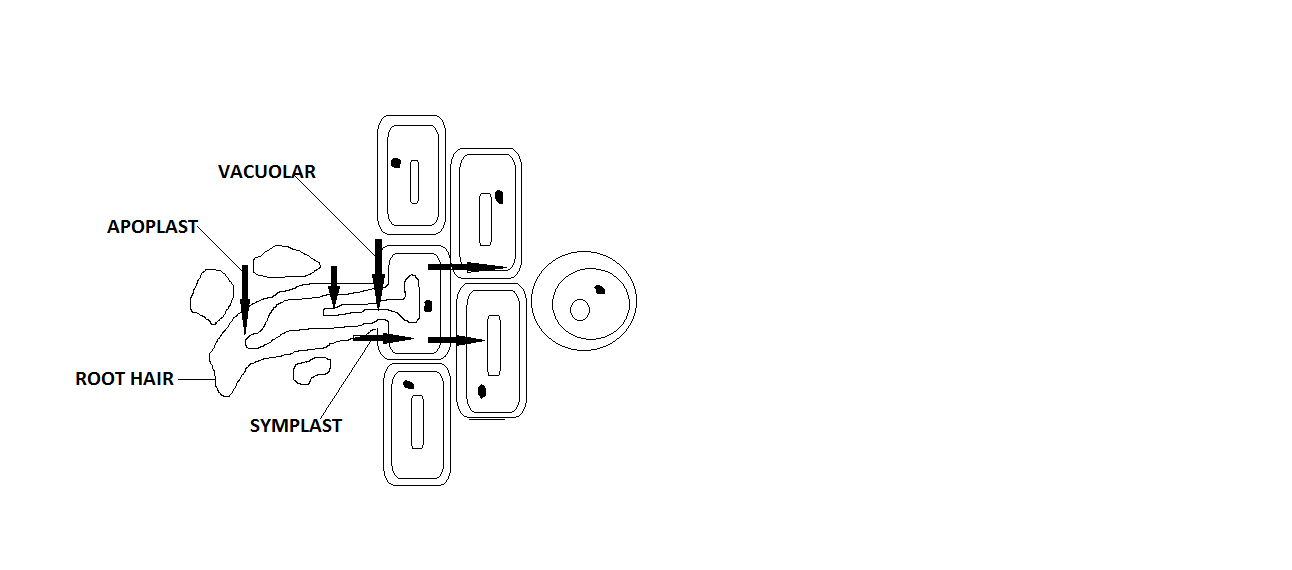 VACUOLAR
APOPLAST
ROOT HAIR
SYMPLAST